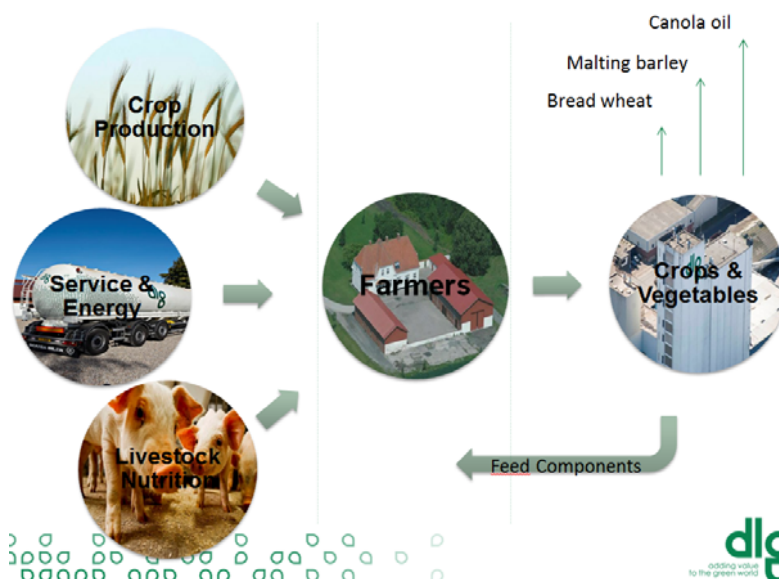 Canola oil
Malting barley
Bread wheat
Crop
Production
Service &
Energy
Farmers
Crops &
Vegetables
Livestock
Nutrition
Feed Components
dlg
adding value
to the green world